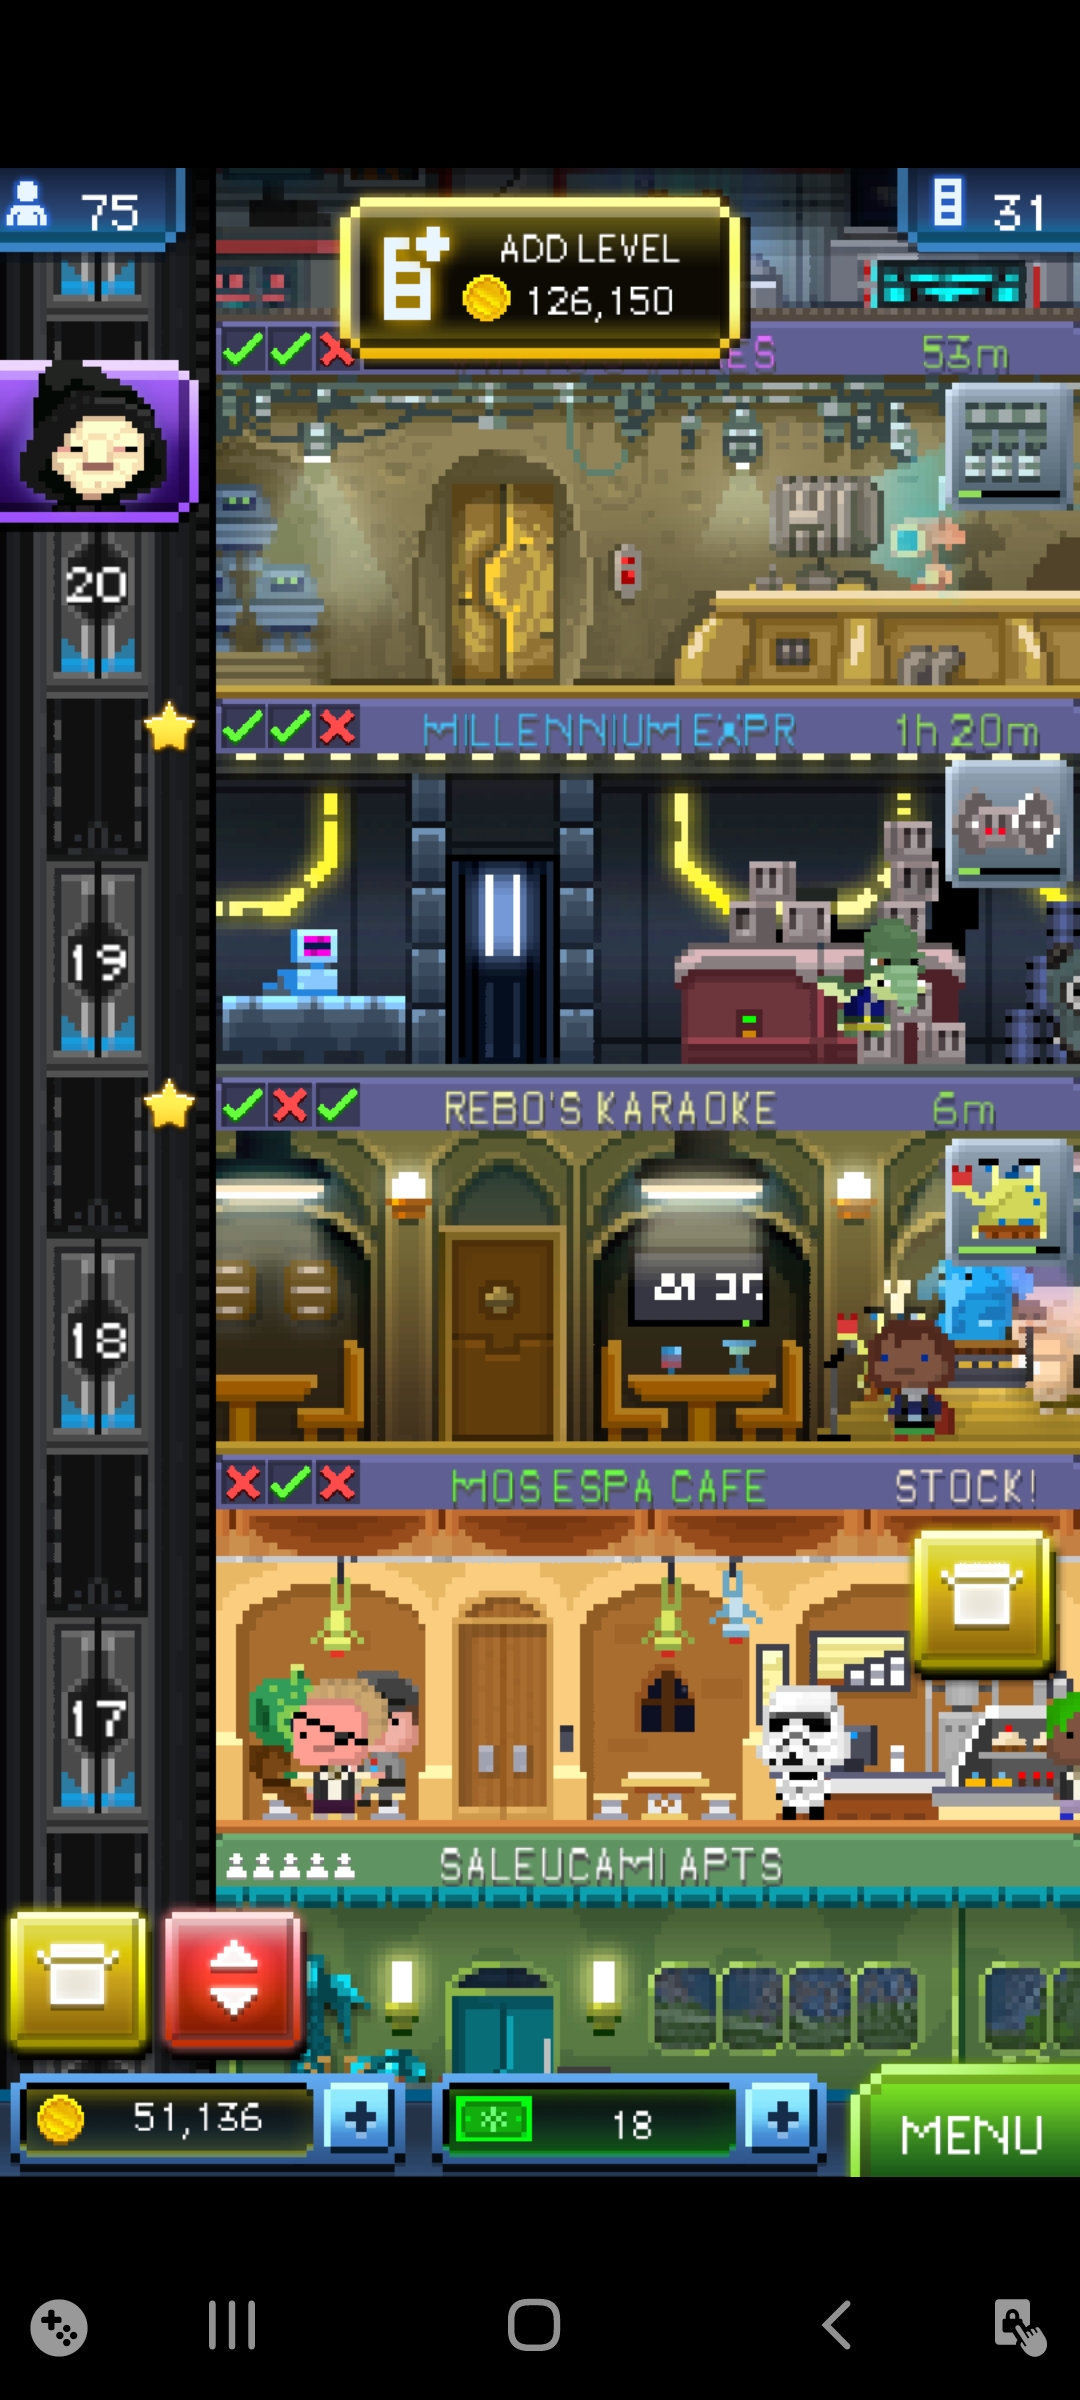 75
31
ADD LEVEL
126,150
ES 53m
20
MILLENNIUM EXPR 1h 20m
19
REBO'S KARAOKE 6m
18
MOS ESPA CAFE STOCK!
17
SALEUCAMI APTS
51,136
18
MENU